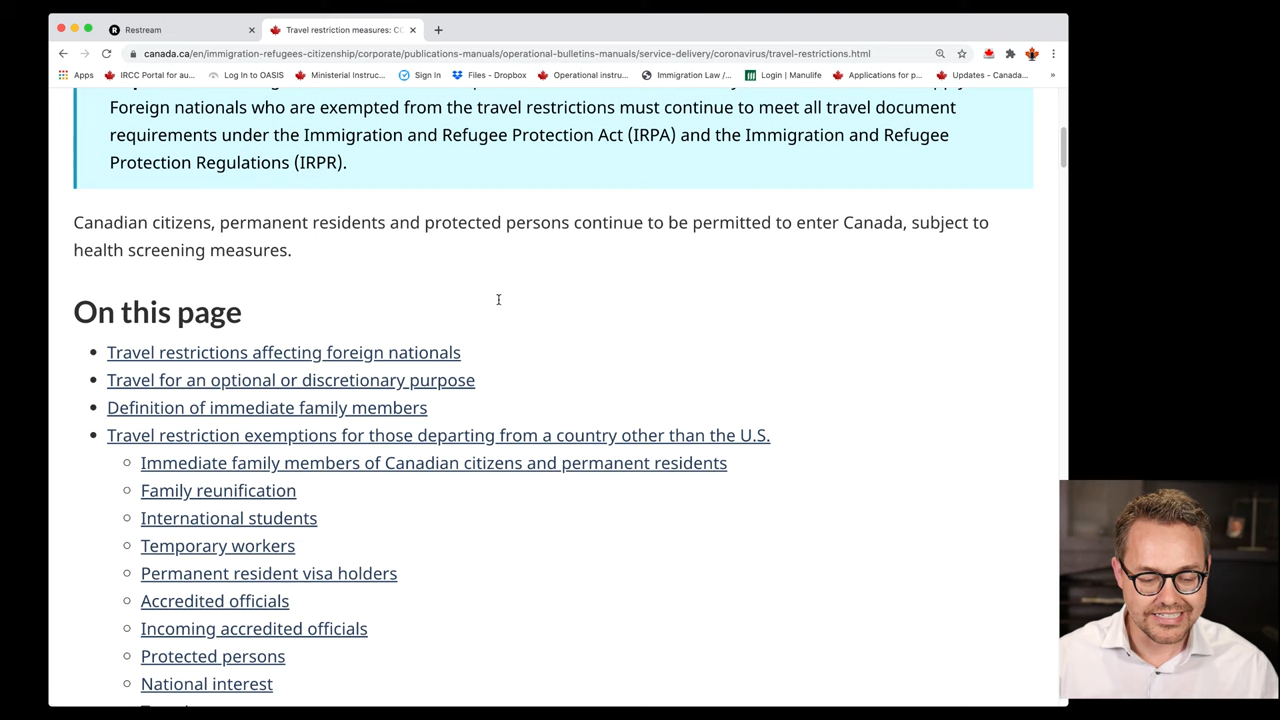 Restream
Travel restriction measures: CO
canada.ca/en/immigration-refugees-citizenship/corporate/publications-manuals/operational-bulletins-manuals/service-delivery/coronavirus/travel-restrictions.html
Apps IRCC Portal for au... Log In to OASIS Ministerial Instruc... Sign In Files - Dropbox Operational instru... Immigration Law /... Login | Manulife Applications for p... Updates - Canada... »
Foreign nationals who are exempted from the travel restrictions must continue to meet all travel document
requirements under the Immigration and Refugee Protection Act (IRPA) and the Immigration and Refugee
Protection Regulations (IRPR).
Canadian citizens, permanent residents and protected persons continue to be permitted to enter Canada, subject to
health screening measures.
On this page
Travel restrictions affecting foreign nationals
Travel for an optional or discretionary purpose
Definition of immediate family members
Travel restriction exemptions for those departing from a country other than the U.S.
Immediate family members of Canadian citizens and permanent residents
Family reunification
International students
Temporary workers
Permanent resident visa holders
Accredited officials
Incoming accredited officials
Protected persons
National interest